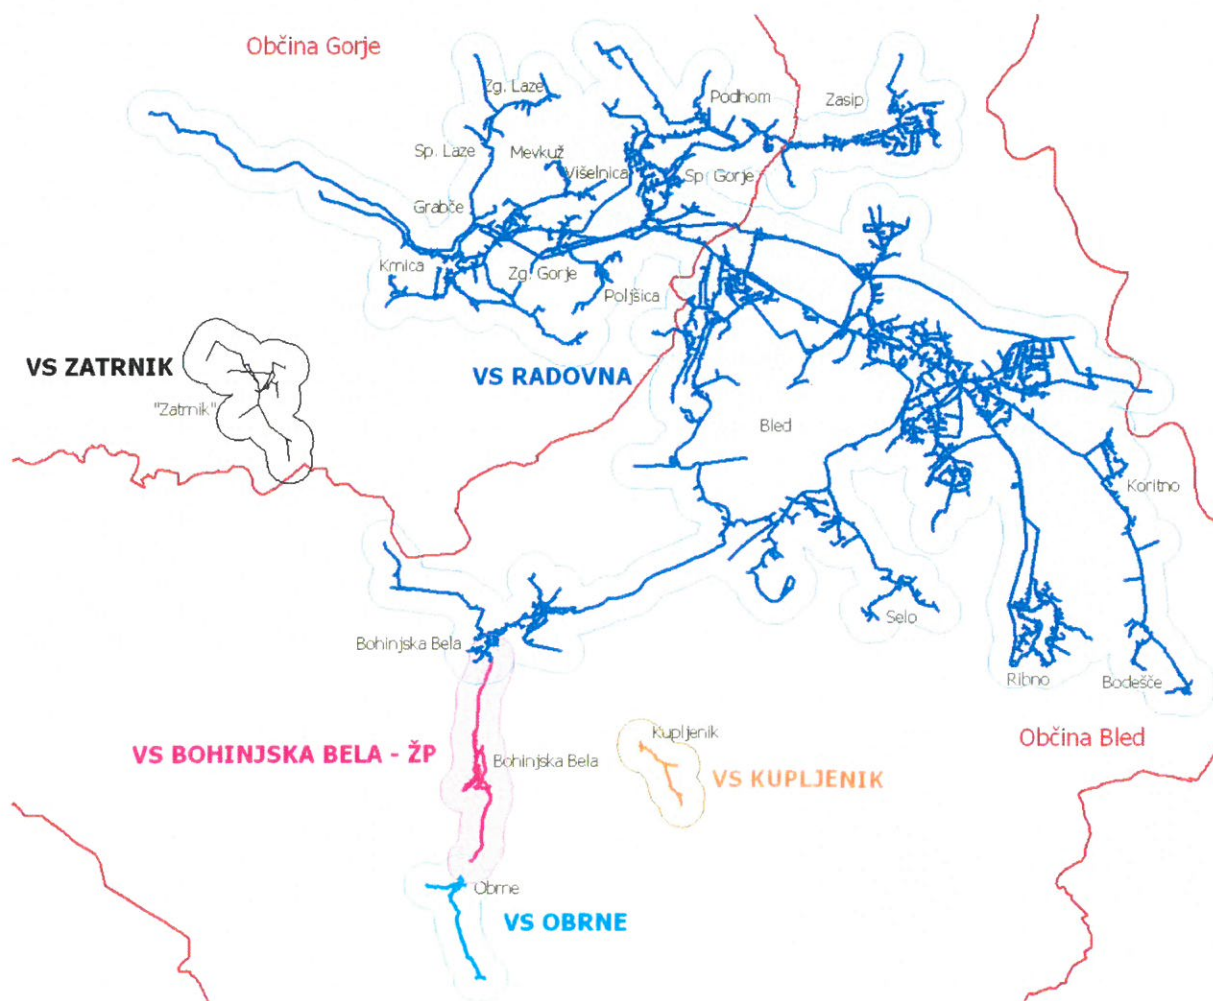 Občina Gorje
Zg. Laze
Podhom
Zasip
Sp. Laze
Mevkuž
Višelnica
Sp. Gorje
Grabče
Krnica
Zg. Gorje
Poljšica
VS ZATRNIK
"Zatrnik"
VS RADOVNA
Bled
Koritno
Selo
Bohinjska Bela
Ribno
Bodešče
Kupljenik
Občina Bled
VS BOHINJSKA BELA - ŽP
Bohinjska Bela
VS KUPLJENIK
Obrne
VS OBRNE